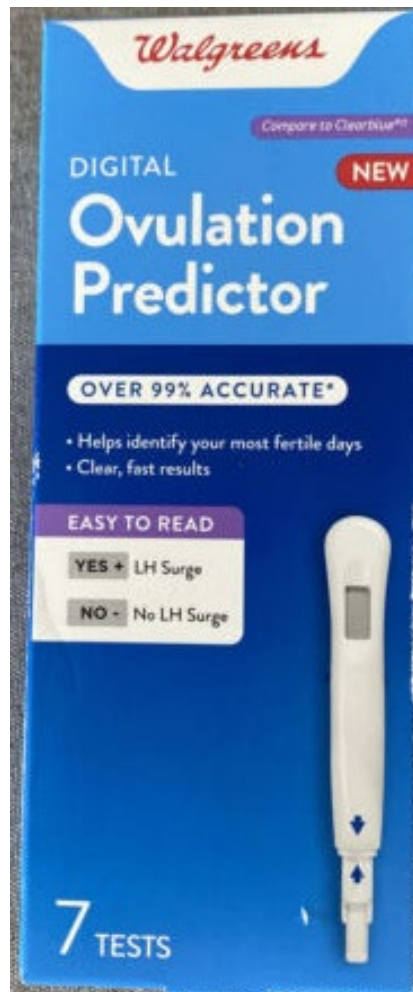 Walgreens
Compare to Clearblue®††
DIGITAL
NEW
Ovulation
Predictor
OVER 99% ACCURATE*
• Helps identify your most fertile days
• Clear, fast results
EASY TO READ
YES + LH Surge
NO - No LH Surge
7 TESTS